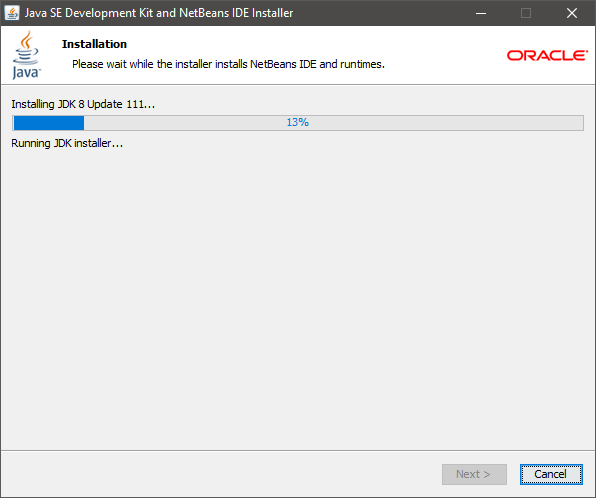 Java SE Development Kit and NetBeans IDE Installer
Java™
Installation
Please wait while the installer installs NetBeans IDE and runtimes.
ORACLE®
Installing JDK 8 Update 111...
13%
Running JDK installer...
Next >
Cancel